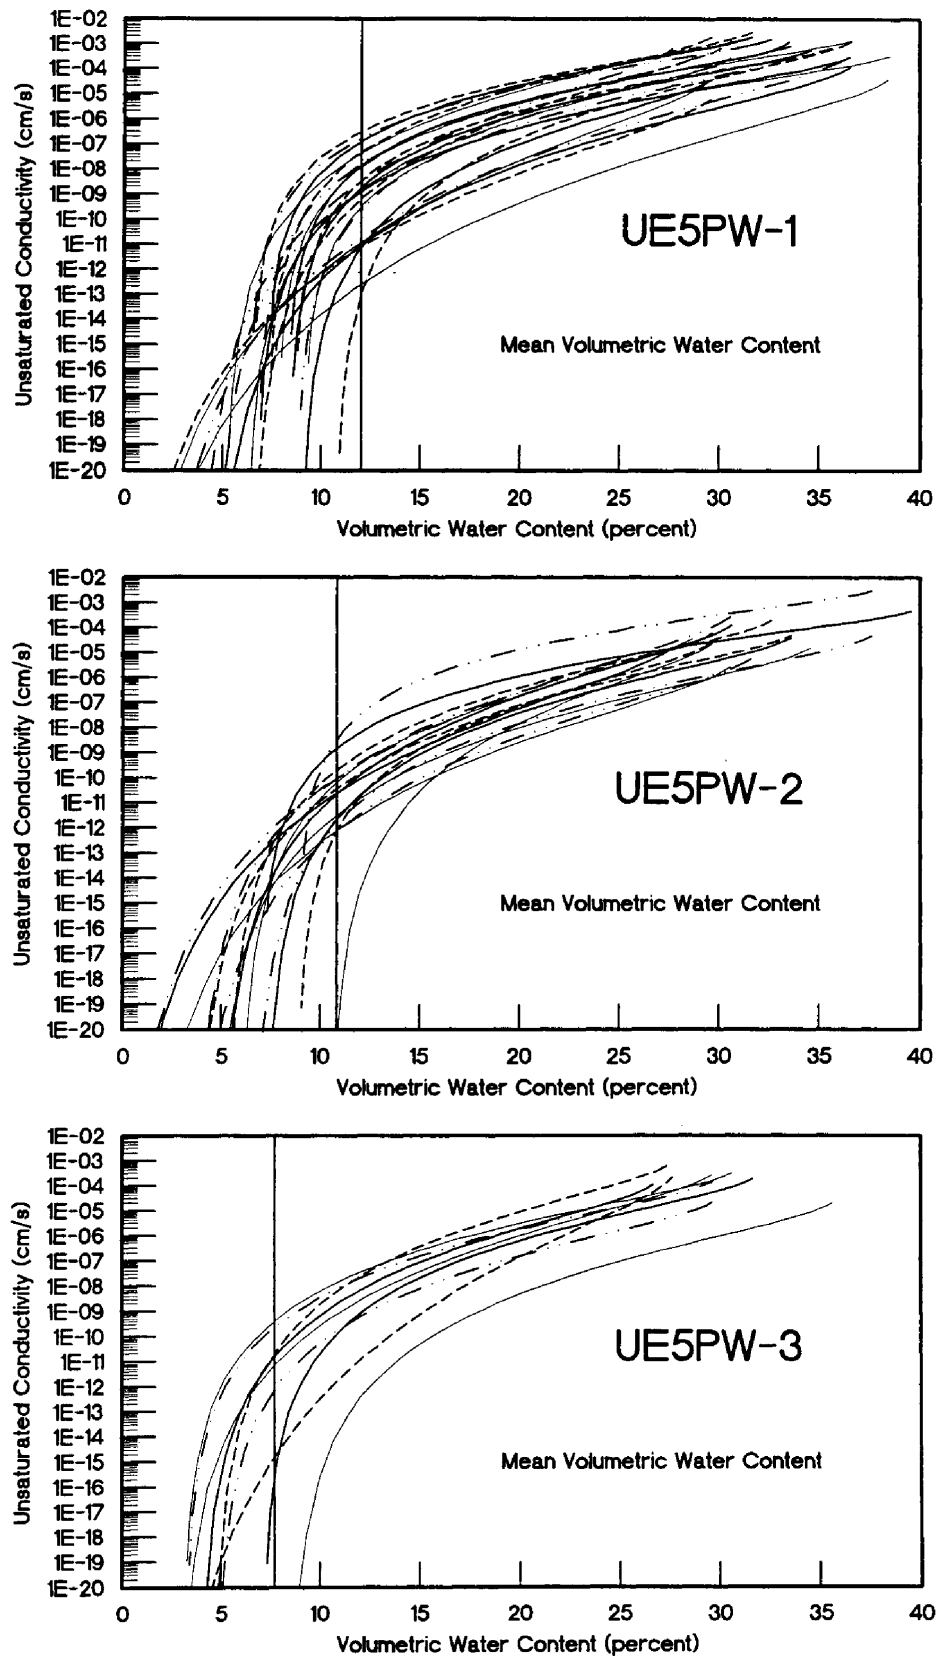 1E-02
1E-03
1E-04
1E-05
1E-06
1E-07
1E-08
1E-09
1E-10
1E-11
1E-12
1E-13
1E-14
1E-15
1E-16
1E-17
1E-18
1E-19
1E-20
Unsaturated Conductivity (cm/s)
UE5PW-1
Mean Volumetric Water Content
0 5 10 15 20 25 30 35 40
Volumetric Water Content (percent)
1E-02
1E-03
1E-04
1E-05
1E-06
1E-07
1E-08
1E-09
1E-10
1E-11
1E-12
1E-13
1E-14
1E-15
1E-16
1E-17
1E-18
1E-19
1E-20
Unsaturated Conductivity (cm/s)
UE5PW-2
Mean Volumetric Water Content
0 5 10 15 20 25 30 35 40
Volumetric Water Content (percent)
1E-02
1E-03
1E-04
1E-05
1E-06
1E-07
1E-08
1E-09
1E-10
1E-11
1E-12
1E-13
1E-14
1E-15
1E-16
1E-17
1E-18
1E-19
1E-20
Unsaturated Conductivity (cm/s)
UE5PW-3
Mean Volumetric Water Content
0 5 10 15 20 25 30 35 40
Volumetric Water Content (percent)